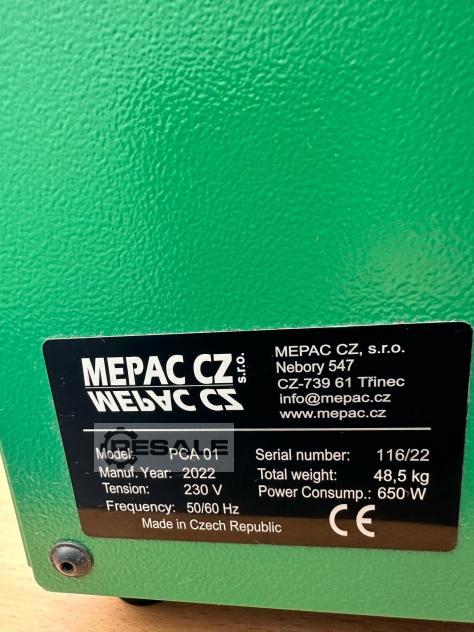 MEPAC CZ s.r.o.
MEPAC CZ
MEPAC CZ, s.r.o.
Nebory 547
CZ-739 61 Třinec
info@mepac.cz
www.mepac.cz
RESALE
Model: PCA 01
Manuf. Year: 2022
Tension: 230 V
Frequency: 50/60 Hz
Serial number: 116/22
Total weight: 48,5 kg
Power Consump.: 650 W
Made in Czech Republic
CE